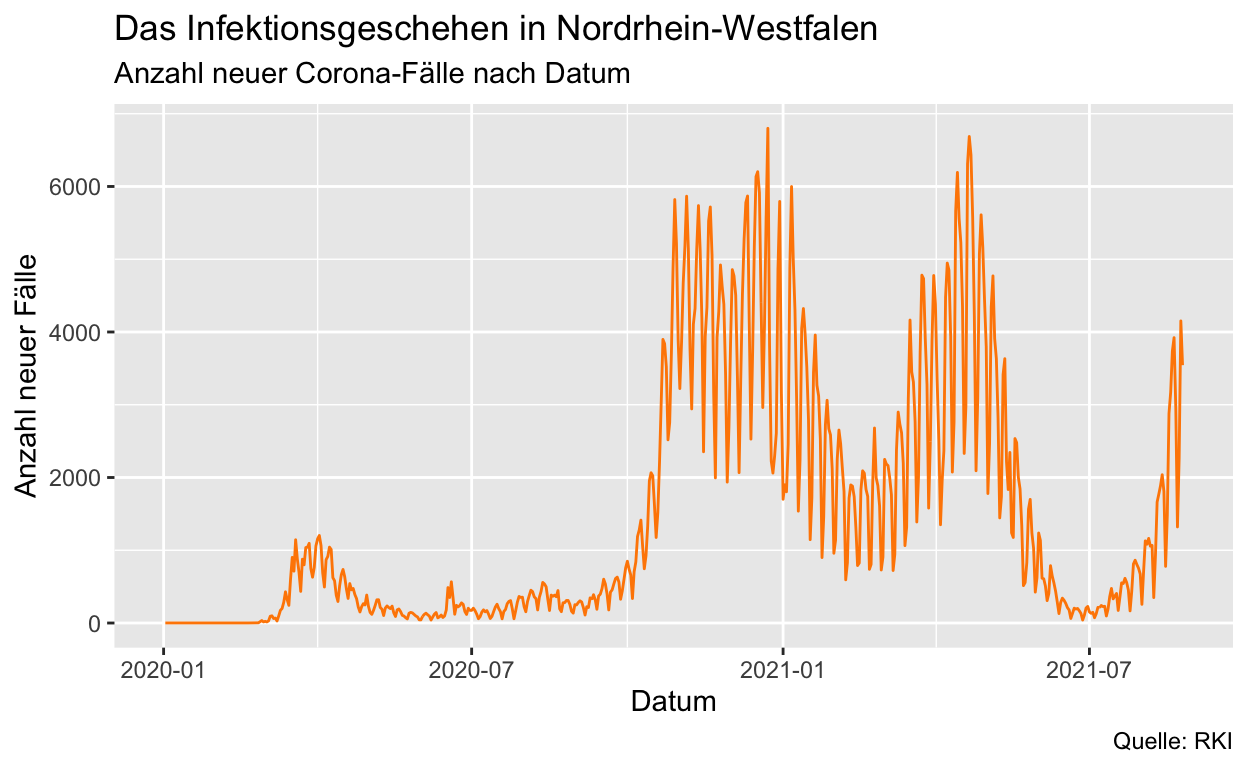 Das Infektionsgeschehen in Nordrhein-Westfalen
Anzahl neuer Corona-Fälle nach Datum
Anzahl neuer Fälle
6000
4000
2000
0
2020-01 2020-07 2021-01 2021-07
Datum
Quelle: RKI